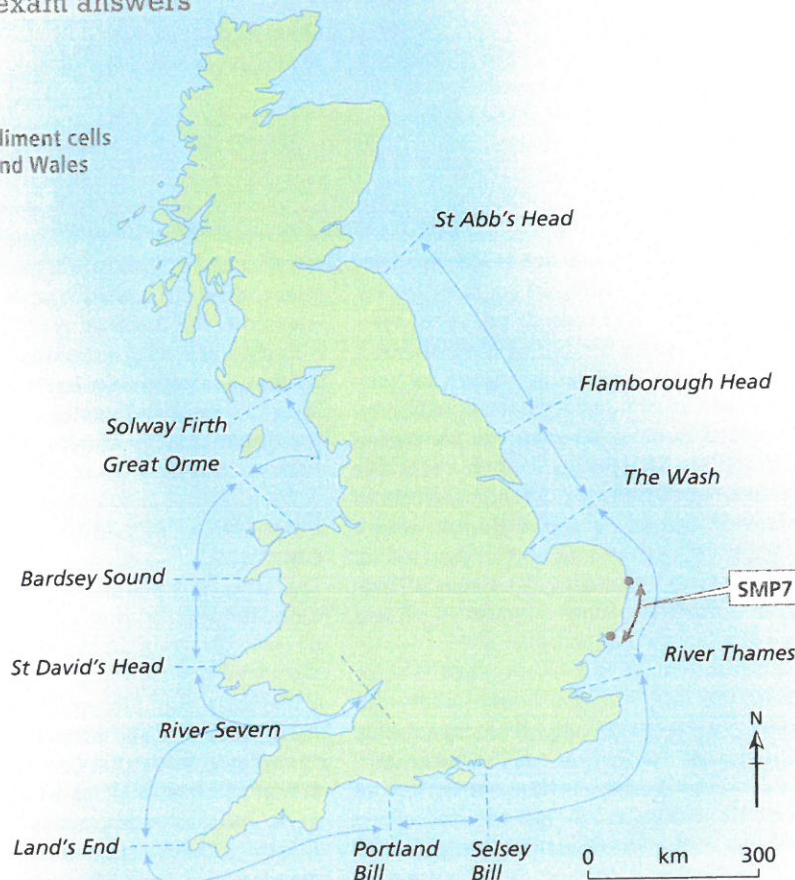 exam answers
diment cells
nd Wales
St Abb's Head
Flamborough Head
Solway Firth
Great Orme
The Wash
Bardsey Sound
SMP7
St David's Head
River Thames
River Severn
N
Land's End
Portland
Bill
Selsey
Bill
0 km 300